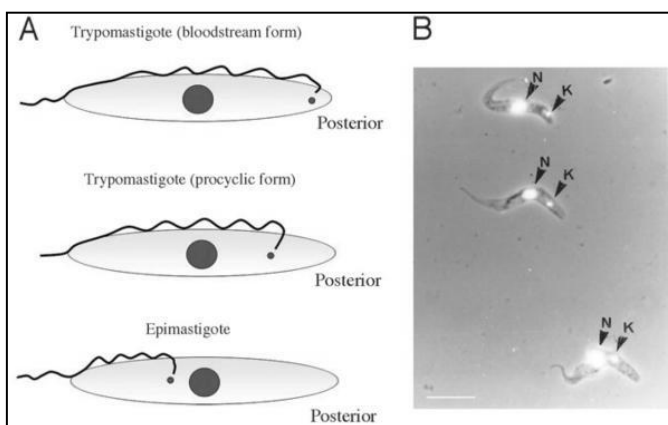 A
Trypomastigote (bloodstream form)
Posterior
Trypomastigote (procyclic form)
Posterior
Epimastigote
Posterior
B
N
K
N
K
N
K